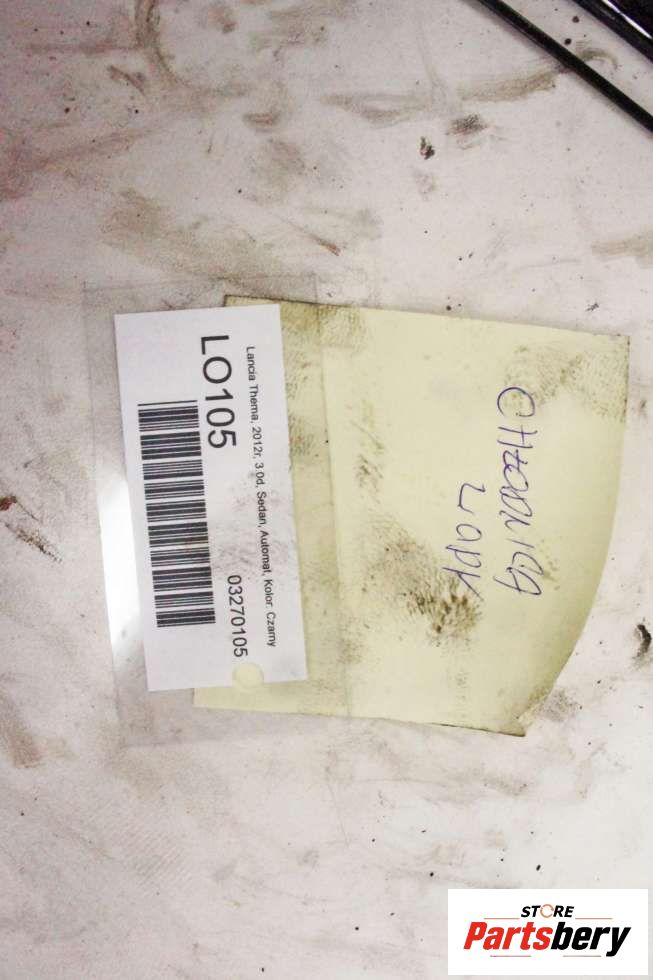 Lancia Thema, 2012r, 3.0d, Sedan, Automat, Kolor: Czarny
LO105
03270105
STORE
Partsbery